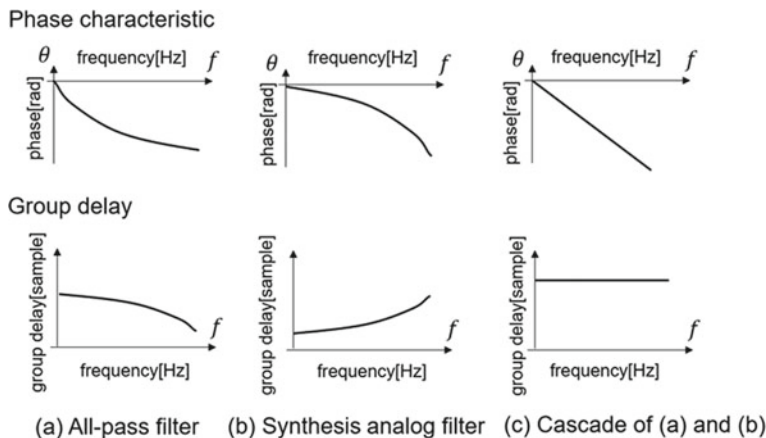 Phase characteristic
θ frequency[Hz] f
phase[rad]
θ frequency[Hz] f
phase[rad]
θ frequency[Hz] f
phase[rad]
Group delay
group delay[sample]
f
frequency[Hz]
group delay[sample]
f
frequency[Hz]
group delay[sample]
f
frequency[Hz]
(a) All-pass filter
(b) Synthesis analog filter
(c) Cascade of (a) and (b)